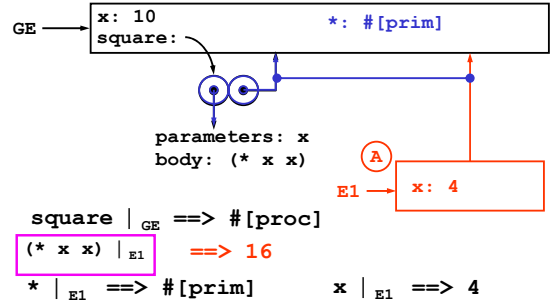 x: 10
*: #[prim]
GE
square:
parameters: x
body: (* x x)
A
E1
x: 4
square | GE ==> #[proc]
(* x x) | E1 ==> 16
* | E1 ==> #[prim] x | E1 ==> 4